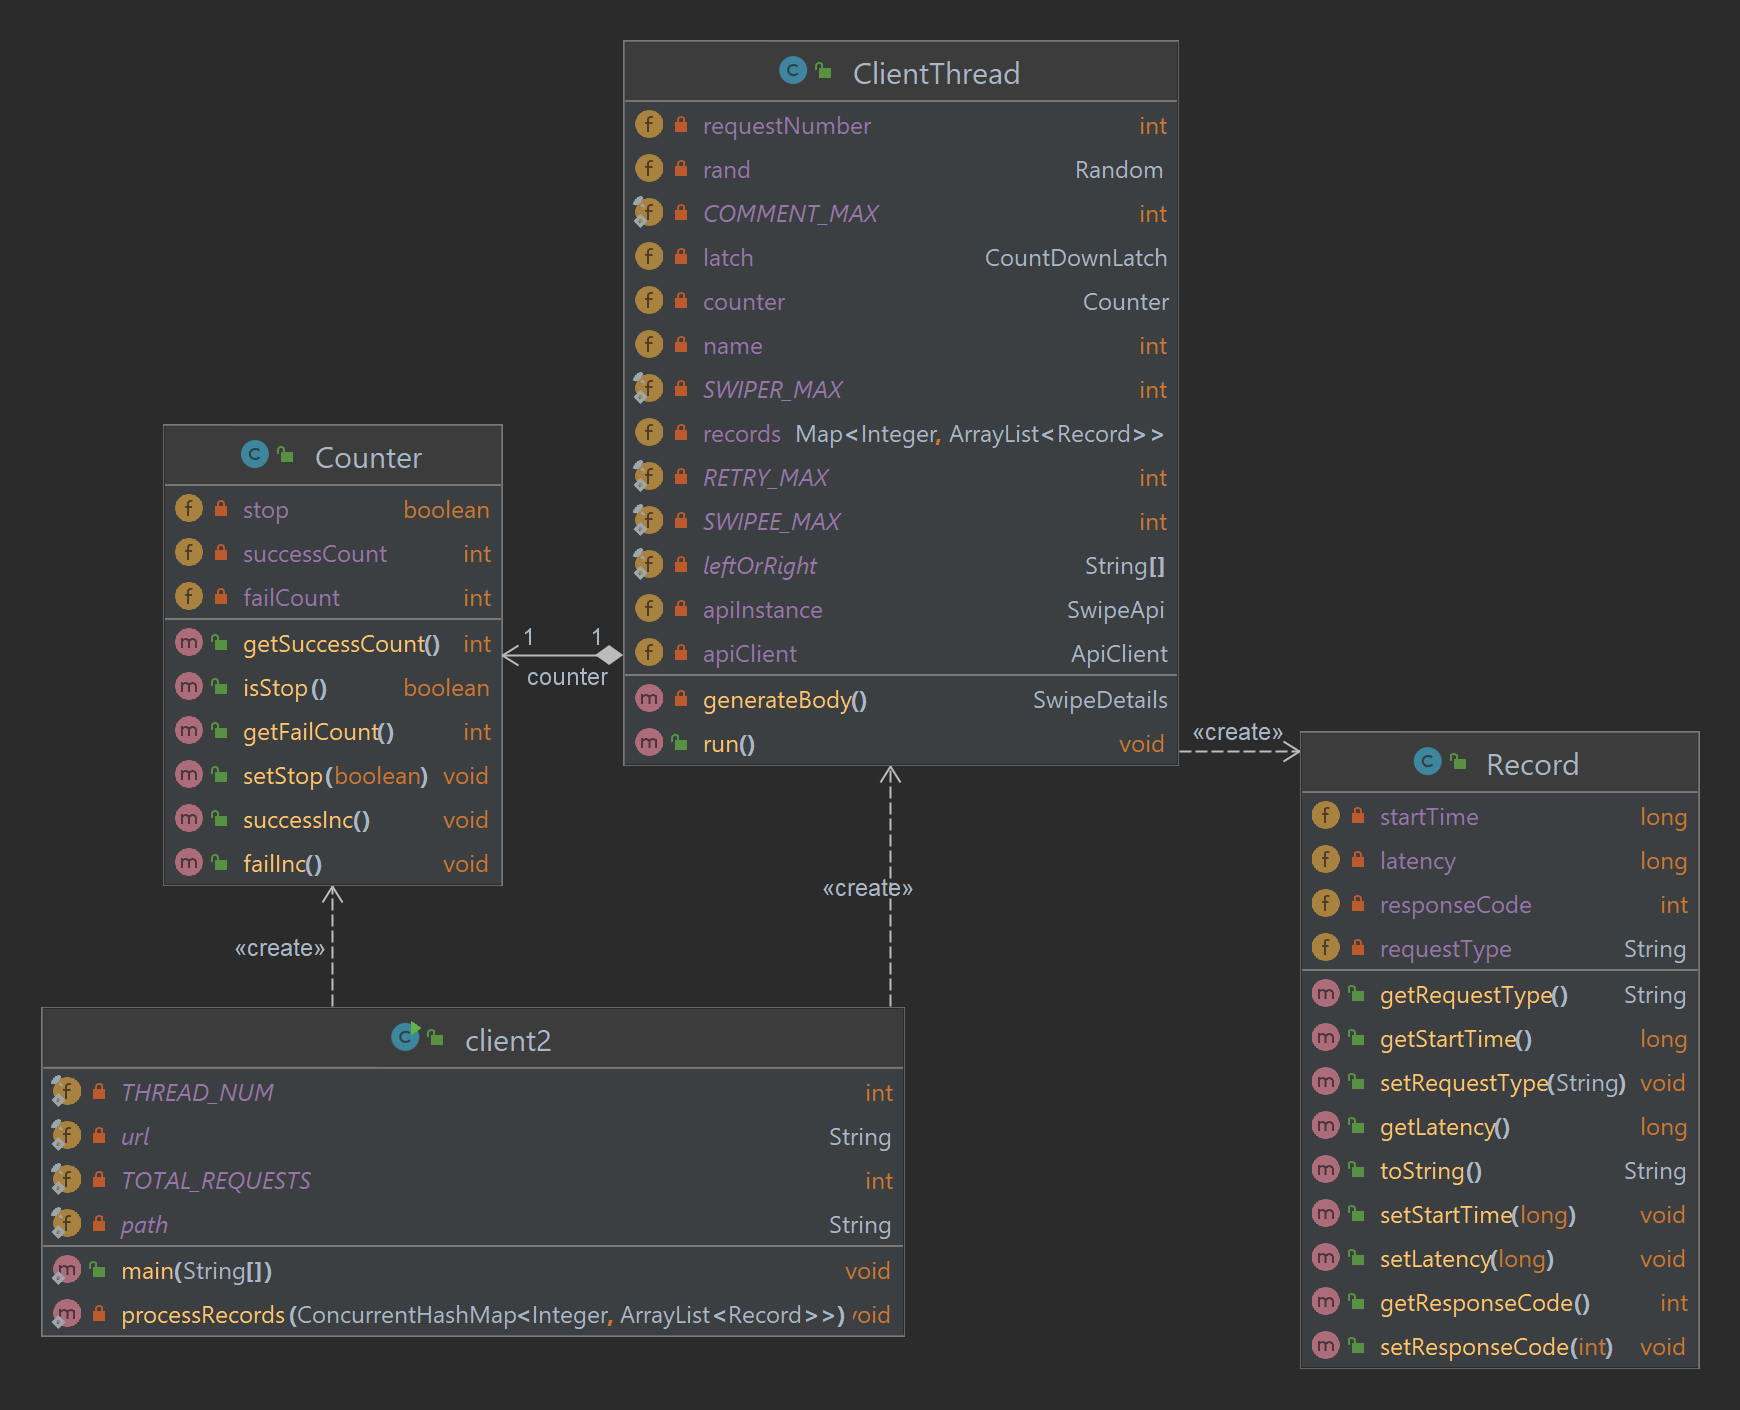 ClientThread
requestNumber int
rand Random
COMMENT_MAX int
latch CountDownLatch
counter Counter
name int
SWIPER_MAX int
records Map<Integer, ArrayList<Record>>
RETRY_MAX int
SWIPEE_MAX int
leftOrRight String[]
apiInstance SwipeApi
apiClient ApiClient
generateBody() SwipeDetails
run() void
Counter
stop boolean
successCount int
failCount int
getSuccessCount() int
isStop() boolean
getFailCount() int
setStop(boolean) void
successInc() void
failInc() void
1 1
counter
«create»
Record
startTime long
latency long
responseCode int
requestType String
getRequestType() String
getStartTime() long
setRequestType(String) void
getLatency() long
toString() String
setStartTime(long) void
setLatency(long) void
getResponseCode() int
setResponseCode(int) void
«create»
«create»
client2
THREAD_NUM int
url String
TOTAL_REQUESTS int
path String
main(String[]) void
processRecords(ConcurrentHashMap<Integer, ArrayList<Record>>) void